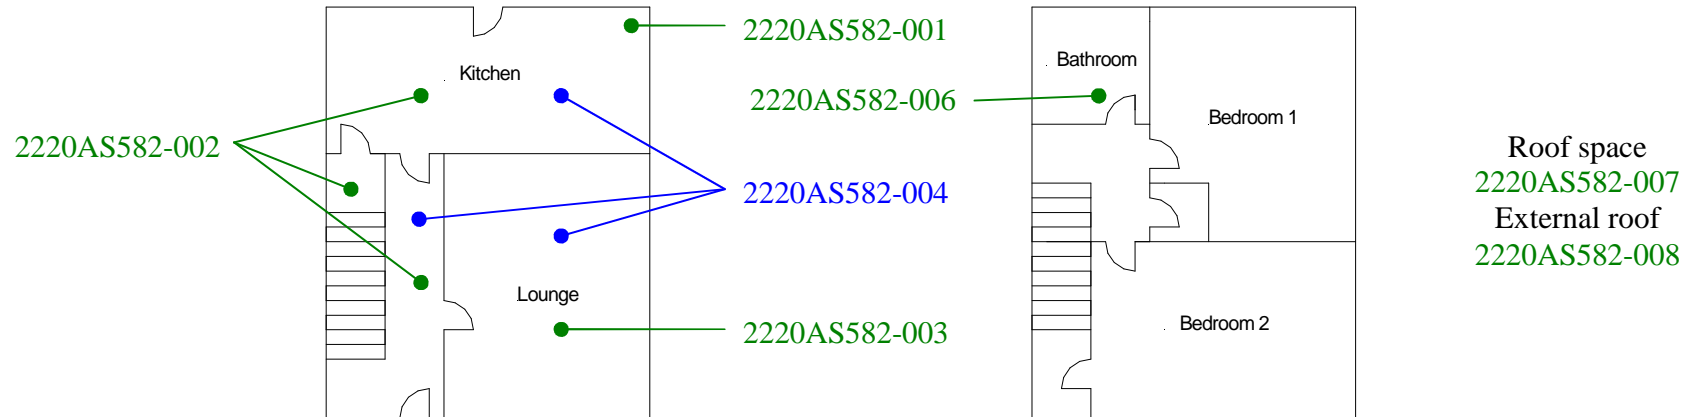 2220AS582-001
Kitchen
2220AS582-002
2220AS582-004
Lounge
2220AS582-003
Bathroom
2220AS582-006
Bedroom 1
Bedroom 2
Roof space
2220AS582-007
External roof
2220AS582-008